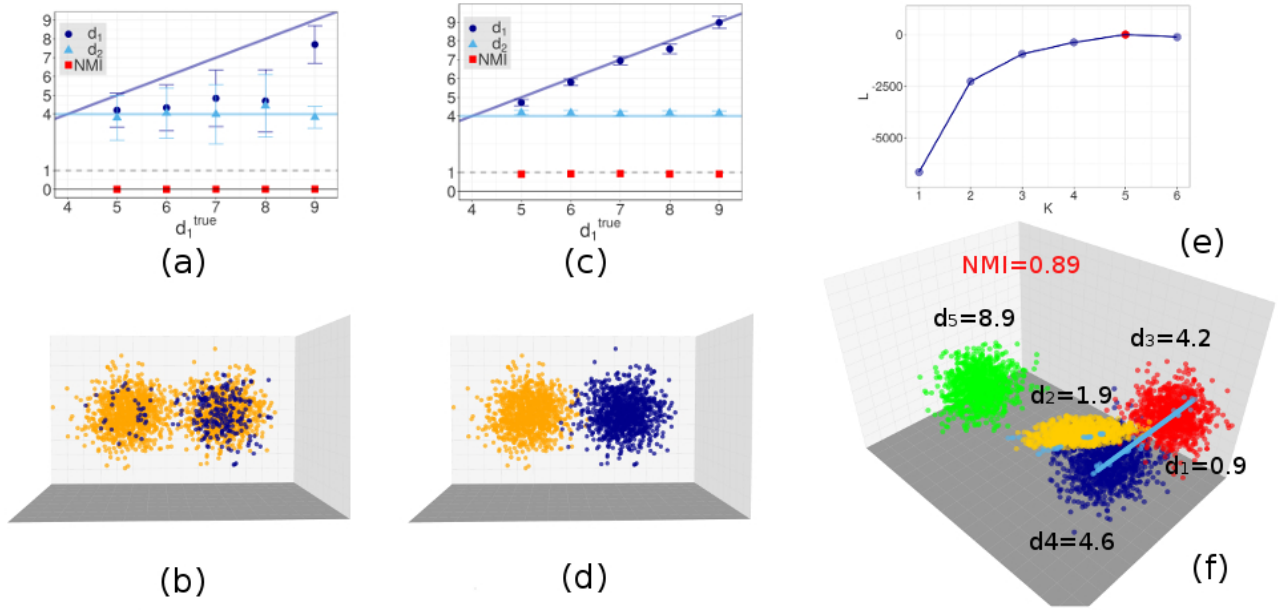 9
8
7
6
5
4
1
0
d₁
d₂
NMI
4 5 6 7 8 9
d₁ᵗʳᵘᵉ
(a)
9
8
7
6
5
4
1
0
d₁
d₂
NMI
4 5 6 7 8 9
d₁ᵗʳᵘᵉ
(c)
0
-2500
-5000
L
1 2 3 4 5 6
K
(e)
(b)
(d)
NMI=0.89
d₅=8.9
d₃=4.2
d₂=1.9
d₁=0.9
d4=4.6
(f)